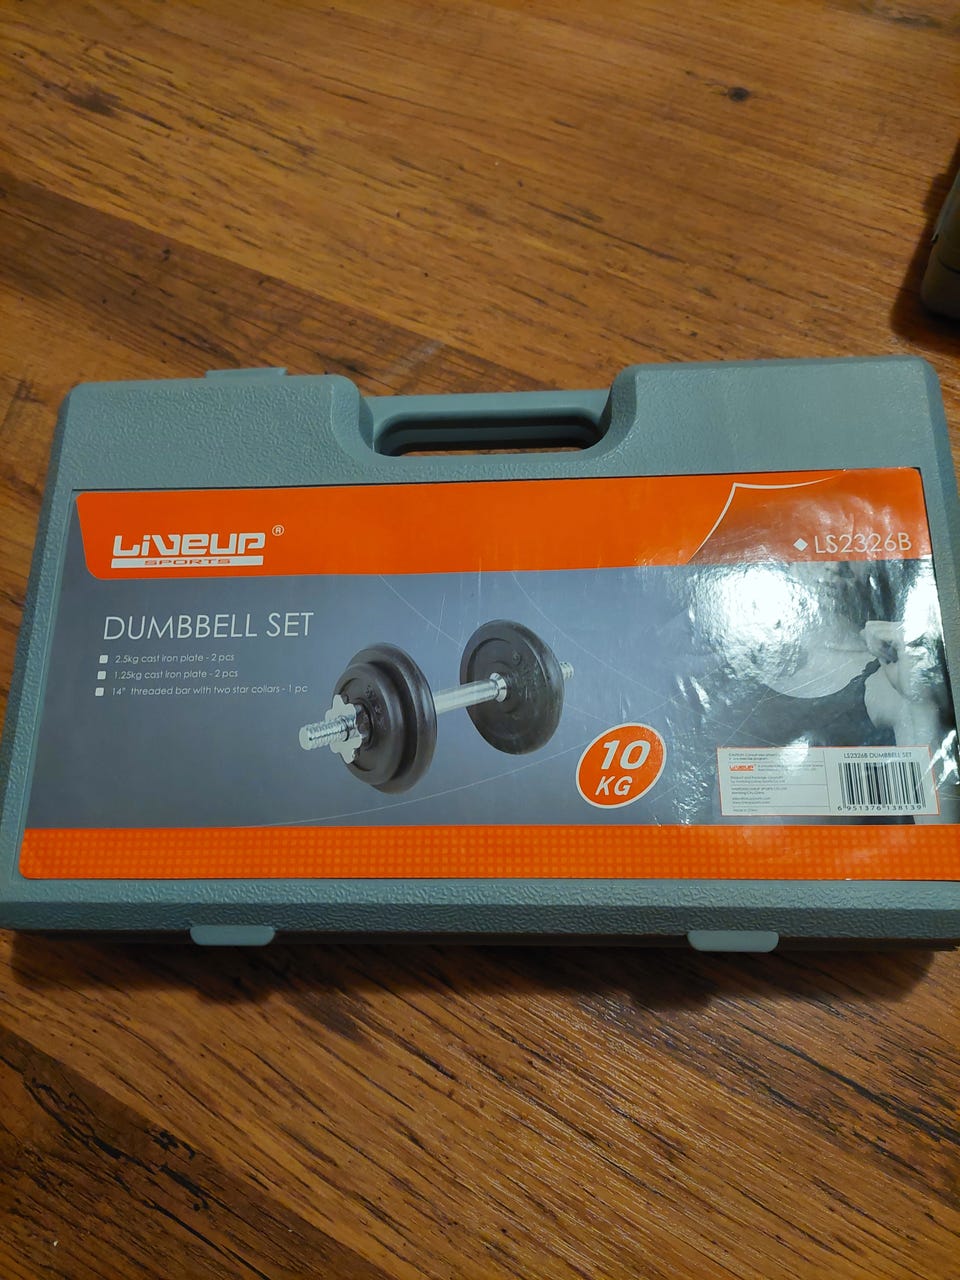 LiVEUP ®
SPORTS
◆ LS2326B
DUMBBELL SET
2.5kg cast iron plate - 2 pcs
1.25kg cast iron plate - 2 pcs
14" threaded bar with two star collars - 1 pc
10
KG
LS2326B DUMBBELL SET
LiVEUP
6 951376 138139